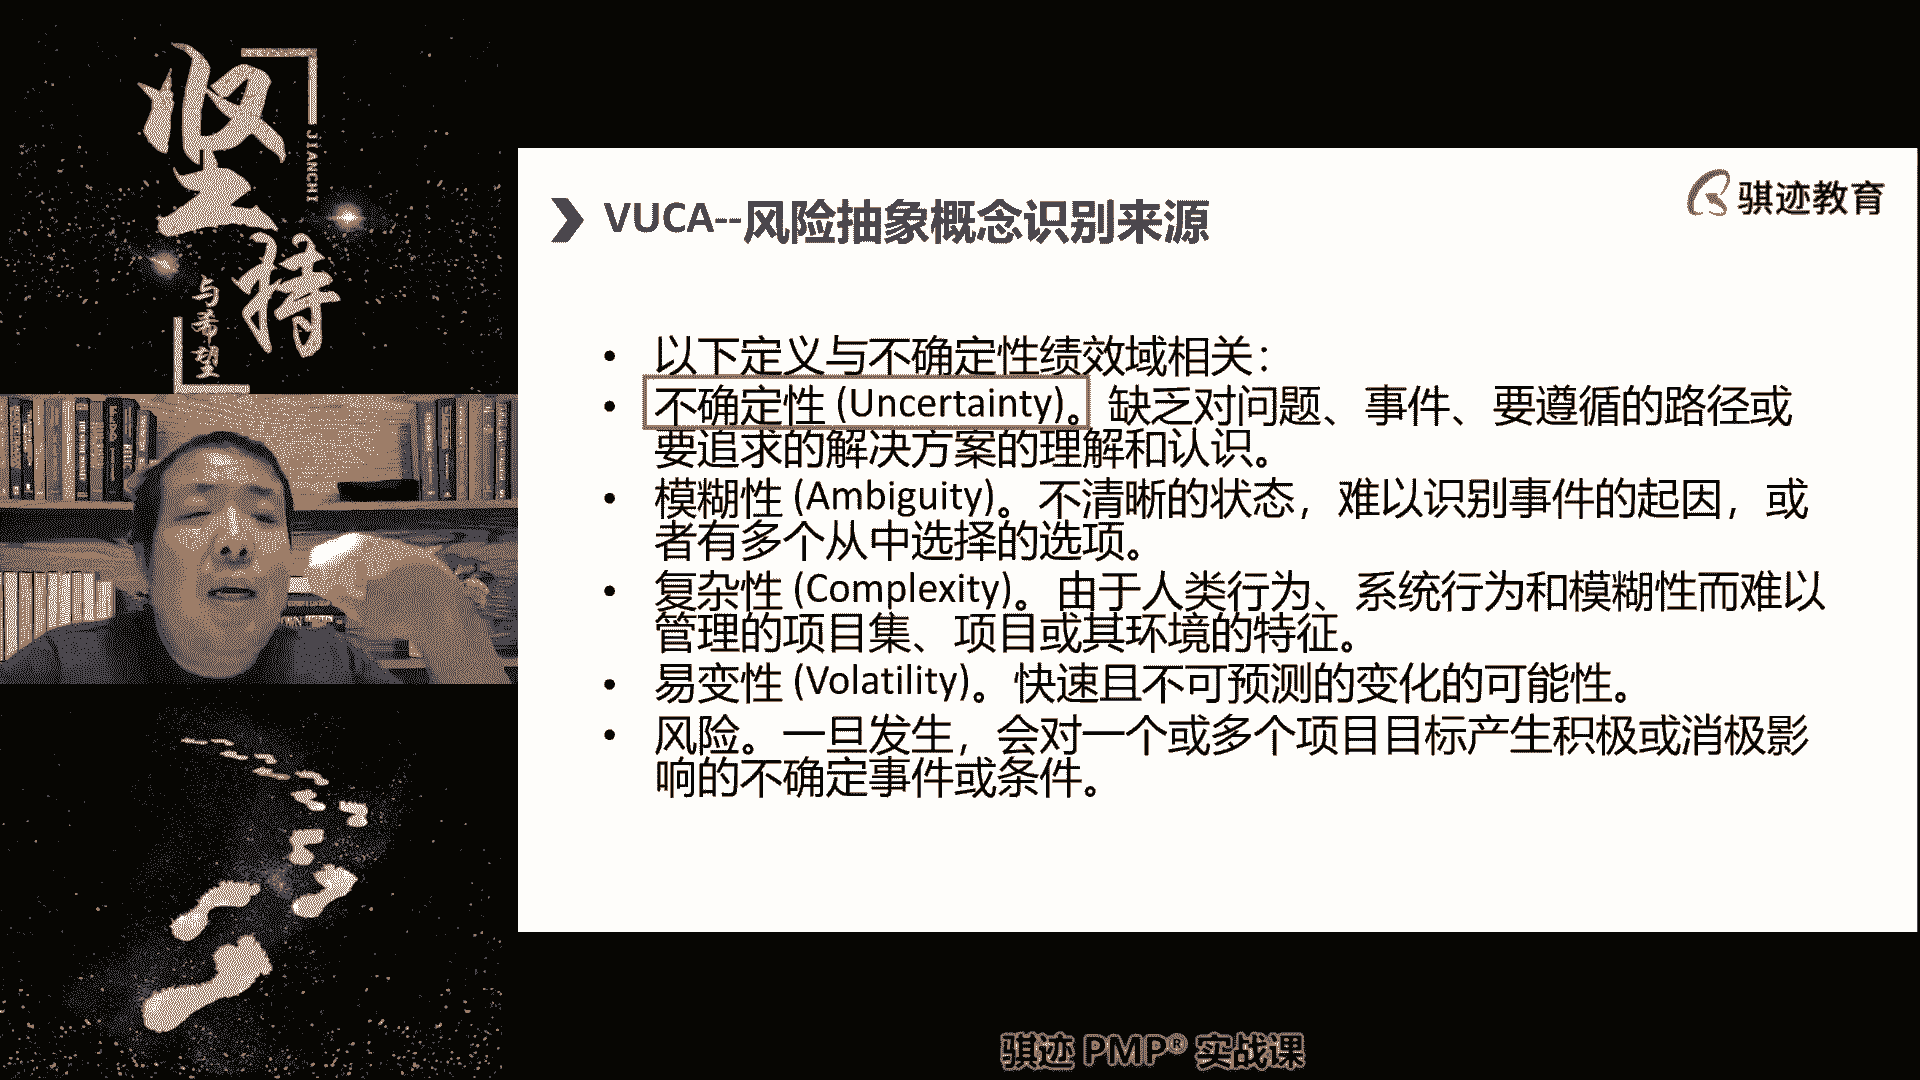 坚持
JIANCHI
与希望
骐迹教育
VUCA--风险抽象概念识别来源
• 以下定义与不确定性绩效域相关：
• 不确定性 (Uncertainty)。缺乏对问题、事件、要遵循的路径或
要追求的解决方案的理解和认识。
• 模糊性 (Ambiguity)。不清晰的状态，难以识别事件的起因，或
者有多个从中选择的选项。
• 复杂性 (Complexity)。由于人类行为、系统行为和模糊性而难以
管理的项目集、项目或其环境的特征。
• 易变性 (Volatility)。快速且不可预测的变化的可能性。
• 风险。一旦发生，会对一个或多个项目目标产生积极或消极影
响的不确定事件或条件。
骐迹 PMP® 实战课